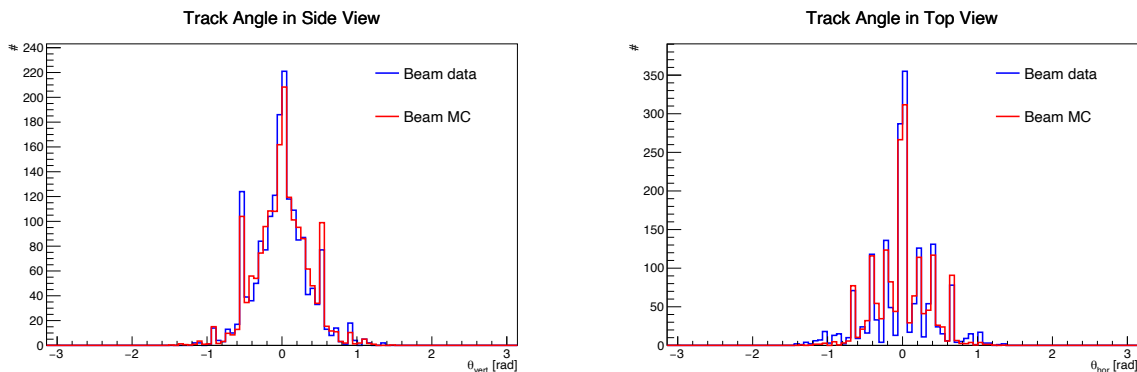 Track Angle in Side View
#
240
220
200
180
160
140
120
100
80
60
40
20
0
Beam data
Beam MC
−3 −2 −1 0 1 2 3
θvert [rad]
Track Angle in Top View
#
350
300
250
200
150
100
50
0
Beam data
Beam MC
−3 −2 −1 0 1 2 3
θhor [rad]